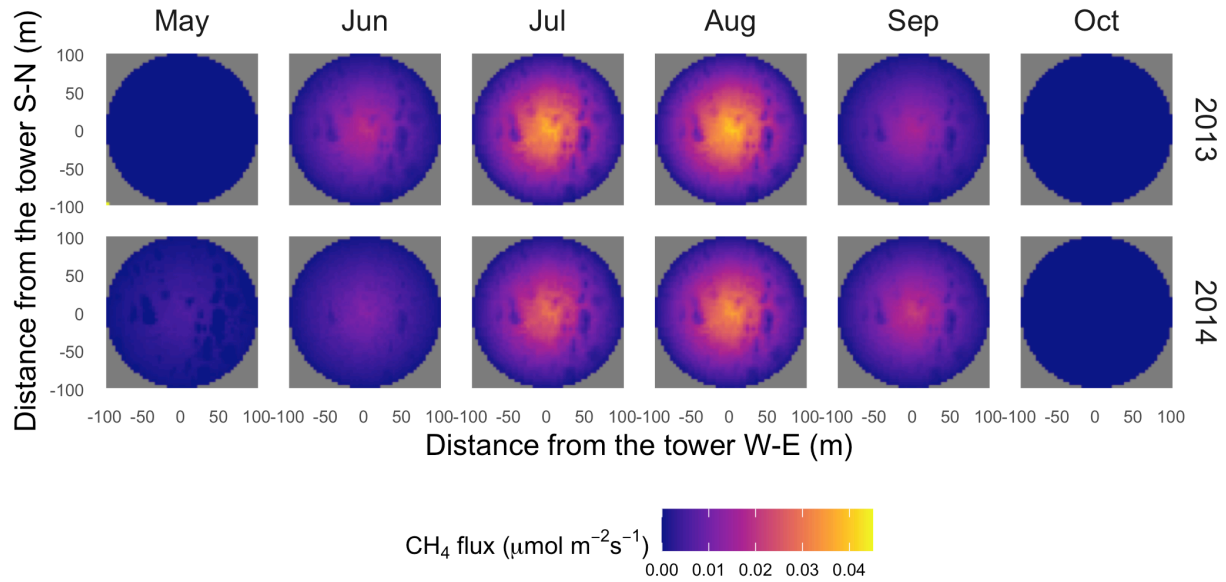 May Jun Jul Aug Sep Oct
Distance from the tower S-N (m)
100
50
0
-50
-100
2013
100
50
0
-50
-100
2014
-100 -50 0 50 100 -100 -50 0 50 100 -100 -50 0 50 100 -100 -50 0 50 100 -100 -50 0 50 100 -100 -50 0 50 100
Distance from the tower W-E (m)
CH₄ flux (μmol m⁻²s⁻¹)
0.00 0.01 0.02 0.03 0.04